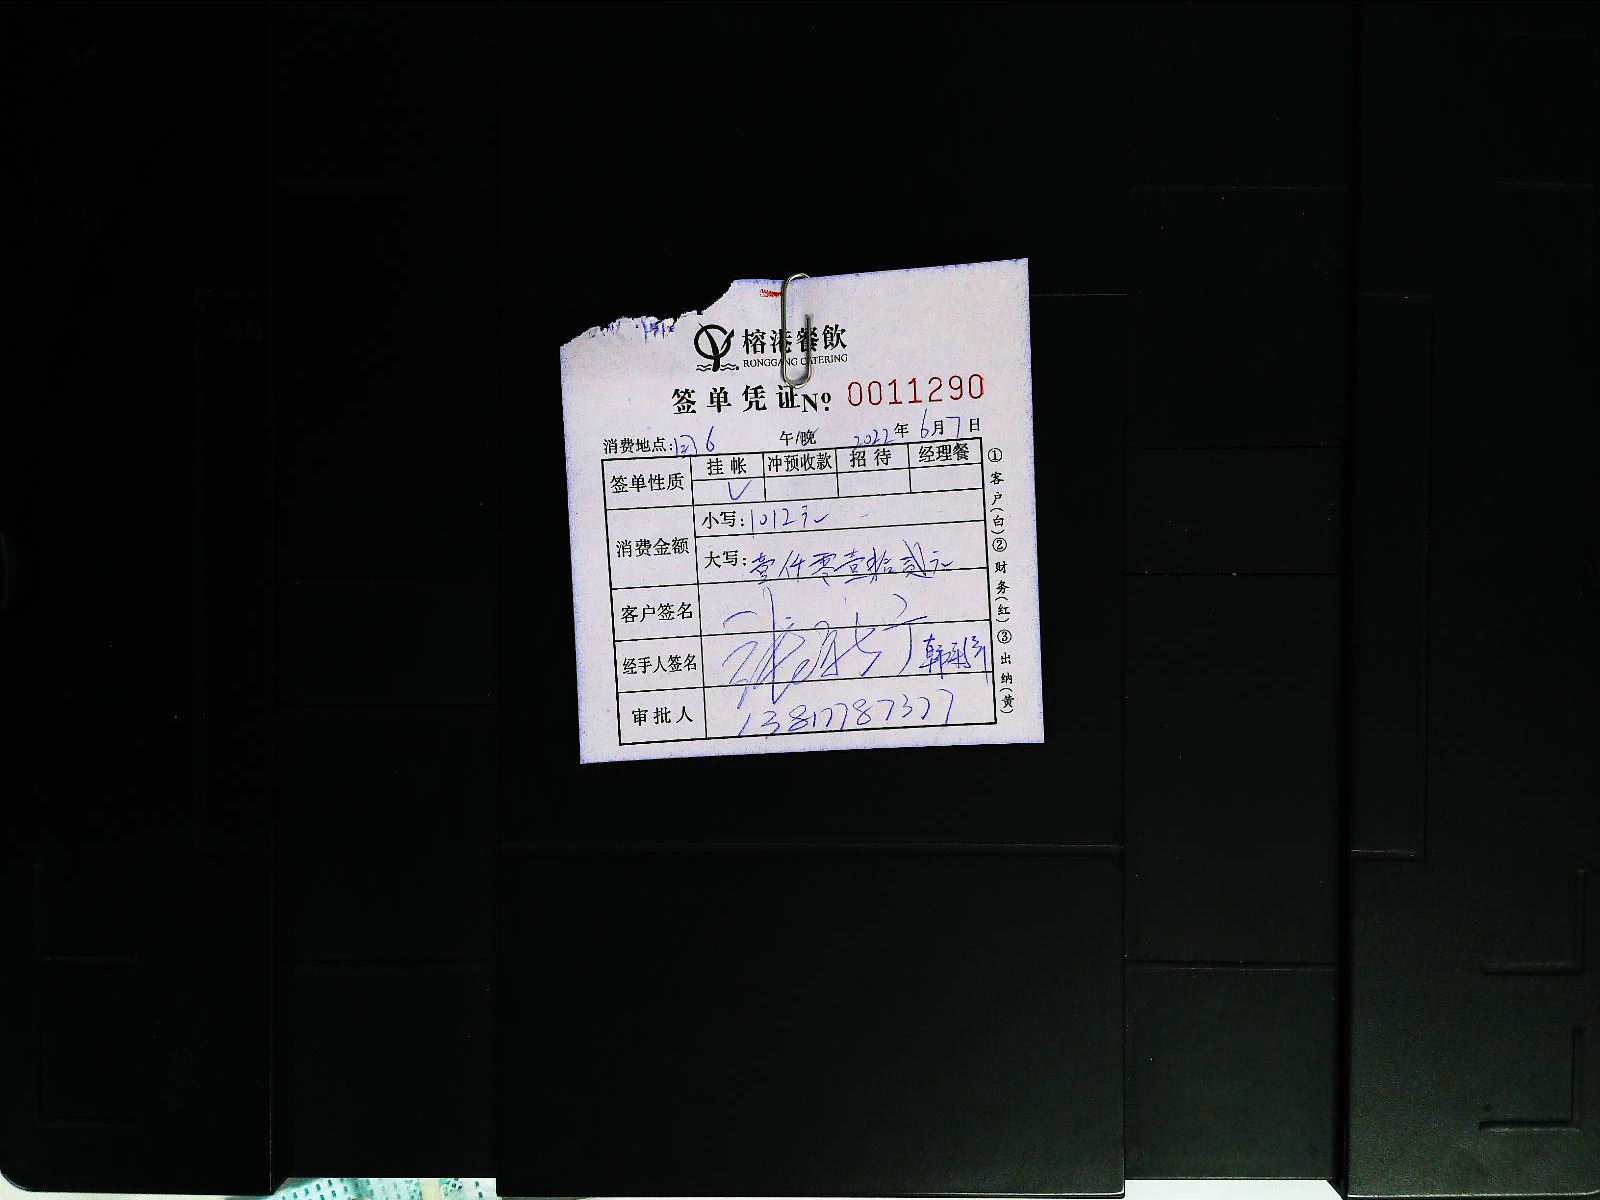 榕港餐飲
RONGGANG CATERING
签单凭证 №. 0011290
消费地点: 6 午/晚 2022年6月7日
签单性质 挂帐 冲预收款 招待 经理餐
✓
消费金额 小写:1012元
大写:壹仟零壹拾贰元
客户签名
经手人签名
审批人 13817787377
①客户(白)②财务(红)③出纳(黄)